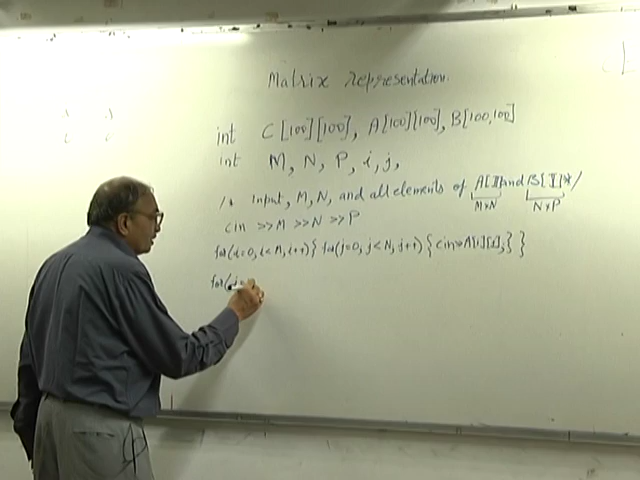 Matrix Representation.
int C[100][100], A[100][100], B[100,100]
int M, N, P, i, j,
/* Input, M, N, and all elements of A[][] and B[][] */
M×N N×P
cin >>M >>N >>P
for(i=0, i<M, i++){ for(j=0, j<N, j++) {cin>>A[i][j],} }
for(i=